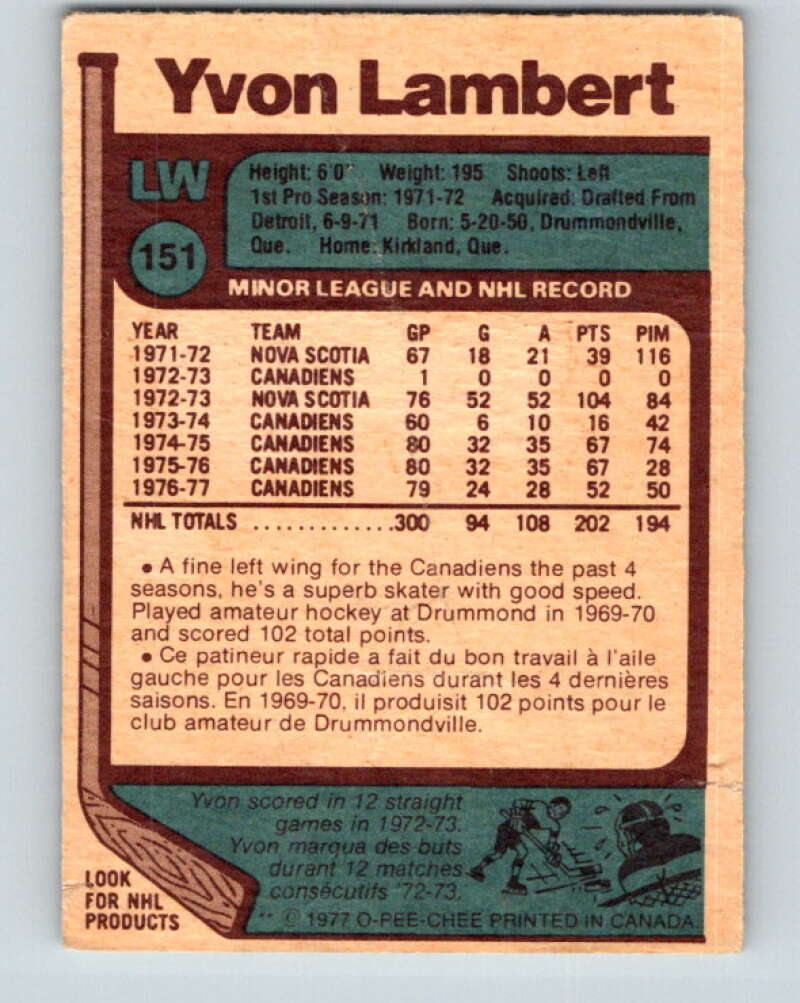 Yvon Lambert
LW
151
Height: 6'0" Weight: 195 Shoots: Left
1st Pro Season: 1971-72 Acquired: Drafted From
Detroit, 6-9-71 Born: 5-20-50, Drummondville,
Que. Home: Kirkland, Que.
MINOR LEAGUE AND NHL RECORD
YEAR TEAM GP G A PTS PIM
1971-72 NOVA SCOTIA 67 18 21 39 116
1972-73 CANADIENS 1 0 0 0 0
1972-73 NOVA SCOTIA 76 52 52 104 84
1973-74 CANADIENS 60 6 10 16 42
1974-75 CANADIENS 80 32 35 67 74
1975-76 CANADIENS 80 32 35 67 28
1976-77 CANADIENS 79 24 28 52 50
NHL TOTALS .............300 94 108 202 194
• A fine left wing for the Canadiens the past 4
seasons, he's a superb skater with good speed.
Played amateur hockey at Drummond in 1969-70
and scored 102 total points.
• Ce patineur rapide a fait du bon travail à l'aile
gauche pour les Canadiens durant les 4 dernières
saisons. En 1969-70, il produisit 102 points pour le
club amateur de Drummondville.
Yvon scored in 12 straight
games in 1972-73.
Yvon marqua des buts
durant 12 matches
consécutifs '72-73.
LOOK
FOR NHL
PRODUCTS
** © 1977 O-PEE-CHEE PRINTED IN CANADA